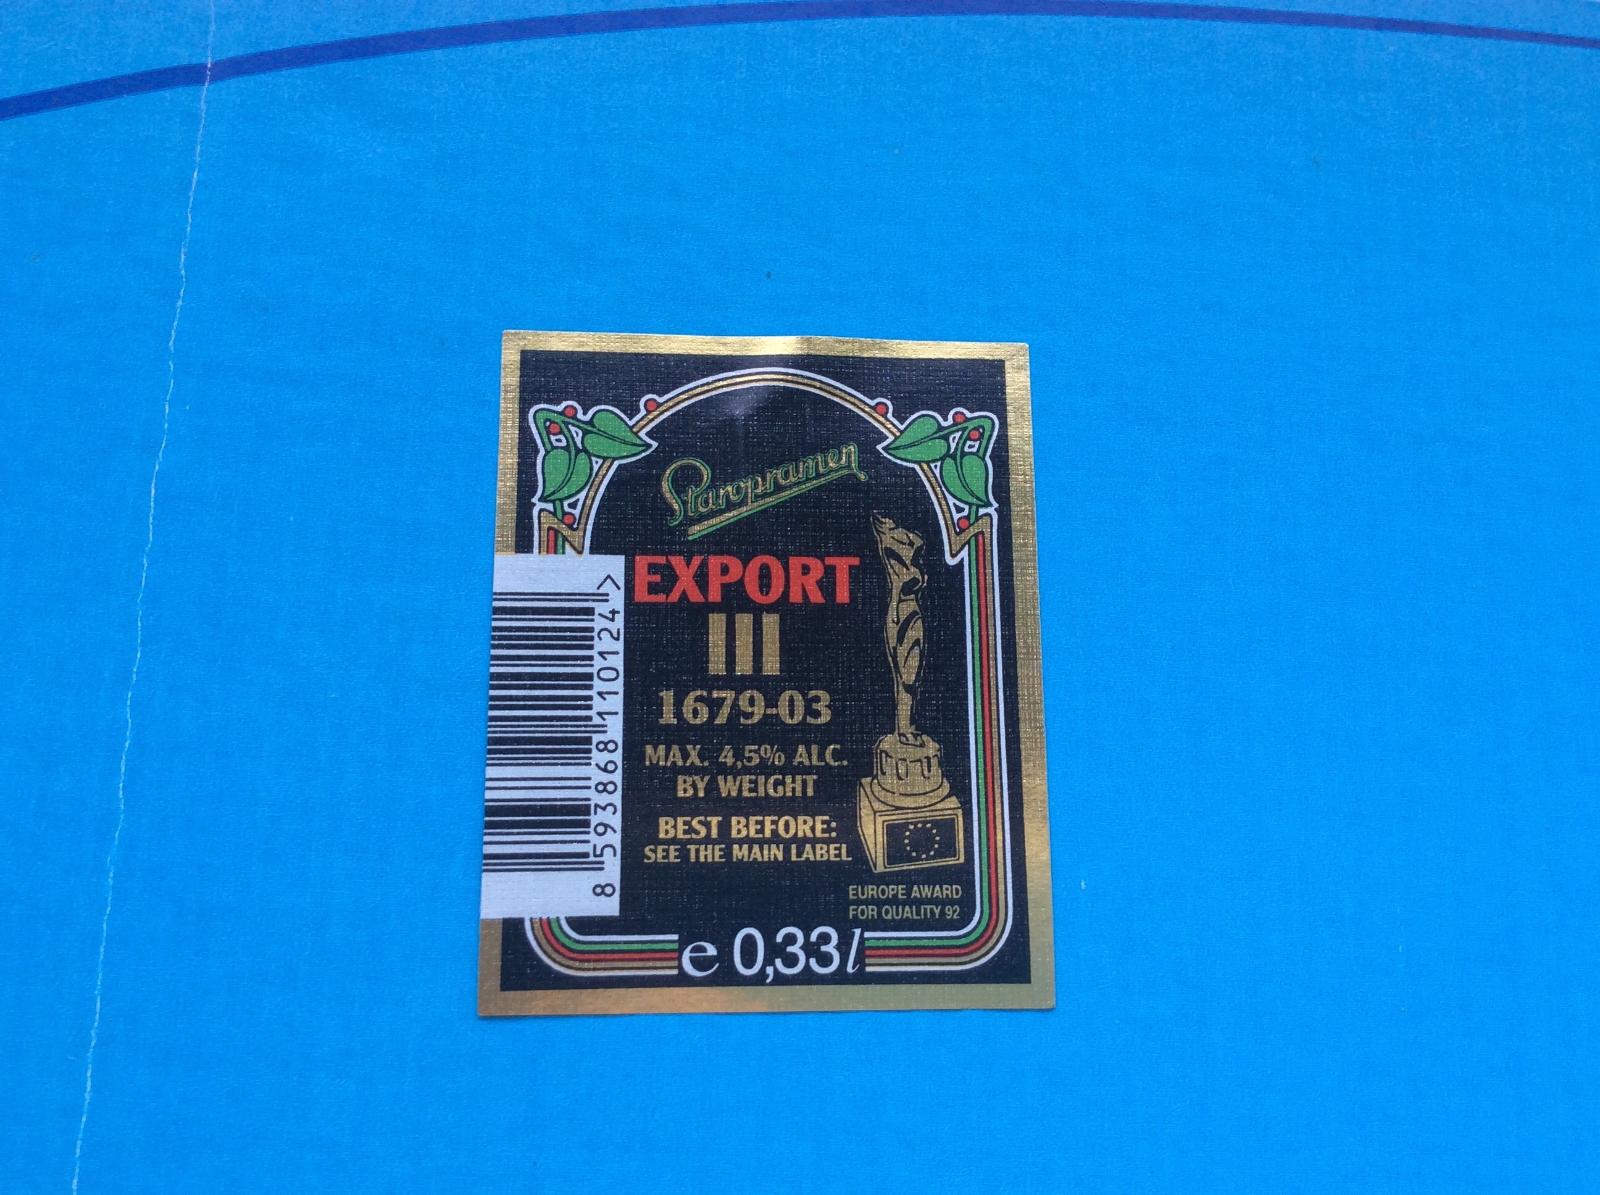 Staropramen
EXPORT
III
1679-03
MAX. 4,5% ALC.
BY WEIGHT
BEST BEFORE:
SEE THE MAIN LABEL
EUROPE AWARD
FOR QUALITY 92
e 0,33 l
8 593868 110124 >